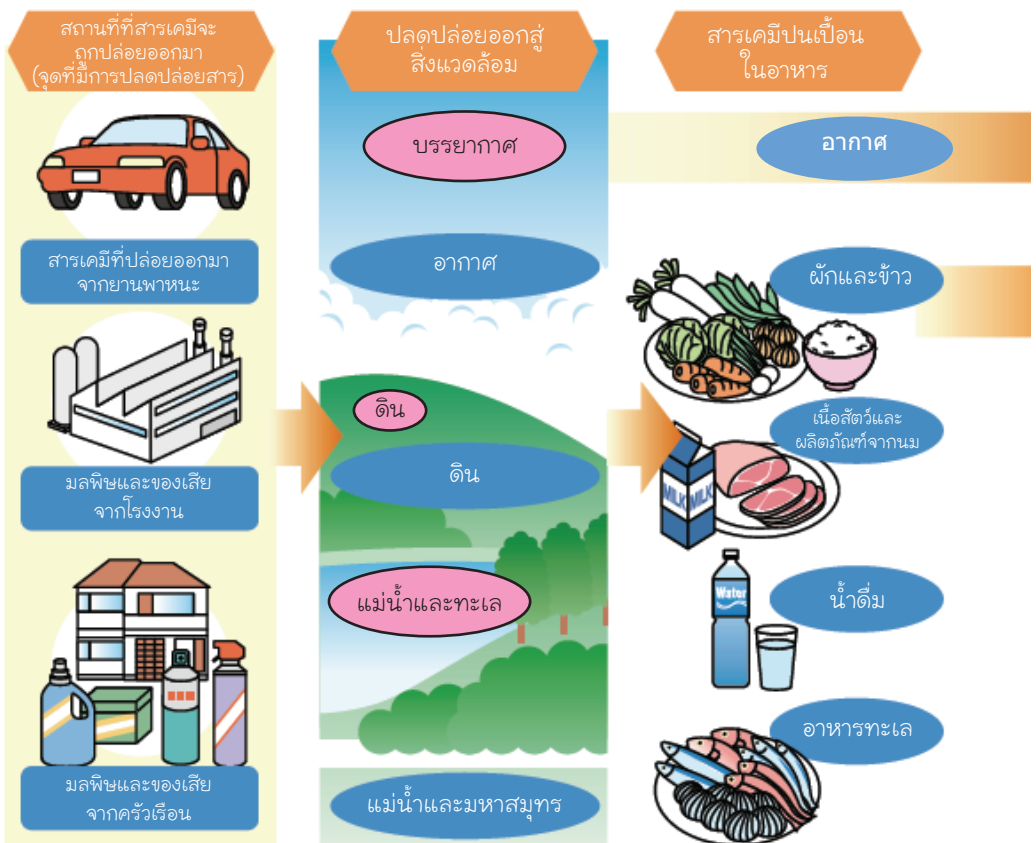 สถานที่ที่สารเคมีจะ
ถูกปล่อยออกมา
(จุดที่มีการปลดปล่อยสาร)
สารเคมีที่ปล่อยออกมา
จากยานพาหนะ
มลพิษและของเสีย
จากโรงงาน
มลพิษและของเสีย
จากครัวเรือน
ปลดปล่อยออกสู่
สิ่งแวดล้อม
บรรยากาศ
อากาศ
ดิน
ดิน
แม่น้ำและทะเล
แม่น้ำและมหาสมุทร
สารเคมีปนเปื้อน
ในอาหาร
อากาศ
ผักและข้าว
เนื้อสัตว์และ
ผลิตภัณฑ์จากนม
MILK MILK
Water
น้ำดื่ม
อาหารทะเล